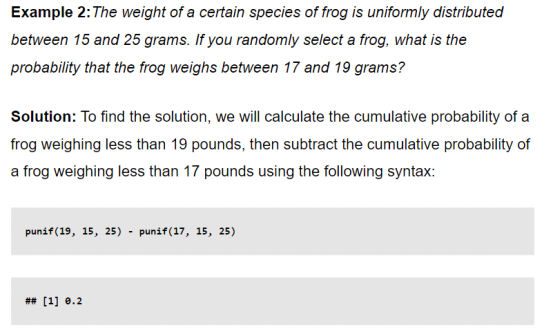 Example 2:The weight of a certain species of frog is uniformly distributed
between 15 and 25 grams. If you randomly select a frog, what is the
probability that the frog weighs between 17 and 19 grams?
Solution: To find the solution, we will calculate the cumulative probability of a
frog weighing less than 19 pounds, then subtract the cumulative probability of
a frog weighing less than 17 pounds using the following syntax:
punif(19, 15, 25) - punif(17, 15, 25)
## [1] 0.2